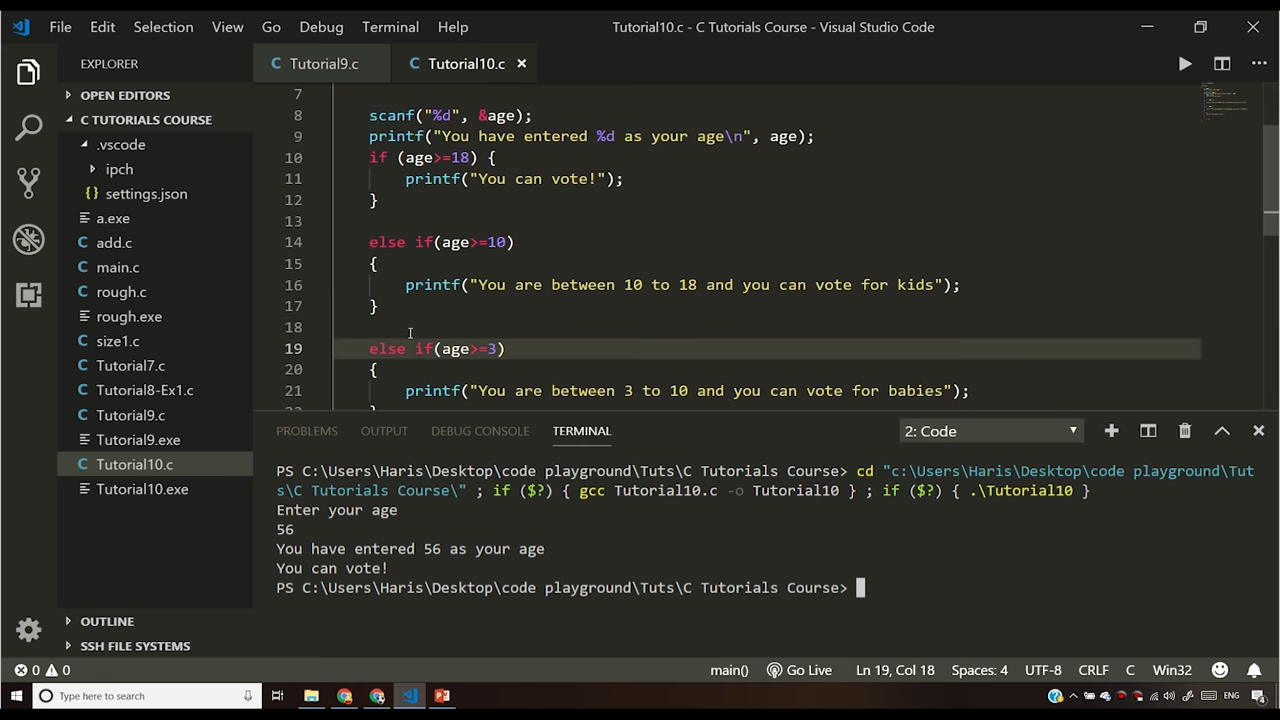 File Edit Selection View Go Debug Terminal Help Tutorial10.c - C Tutorials Course - Visual Studio Code
EXPLORER
OPEN EDITORS
C TUTORIALS COURSE
.vscode
ipch
{} settings.json
a.exe
C add.c
C main.c
C rough.c
rough.exe
C size1.c
C Tutorial7.c
C Tutorial8-Ex1.c
C Tutorial9.c
Tutorial9.exe
C Tutorial10.c
Tutorial10.exe
OUTLINE
SSH FILE SYSTEMS
C Tutorial9.c C Tutorial10.c
7
8 scanf("%d", &age);
9 printf("You have entered %d as your age\n", age);
10 if (age>=18) {
11 printf("You can vote!");
12 }
13
14 else if(age>=10)
15 {
16 printf("You are between 10 to 18 and you can vote for kids");
17 }
18
19 else if(age>=3)
20 {
21 printf("You are between 3 to 10 and you can vote for babies");
PROBLEMS OUTPUT DEBUG CONSOLE TERMINAL 2: Code
PS C:\Users\Haris\Desktop\code playground\Tuts\C Tutorials Course> cd "c:\Users\Haris\Desktop\code playground\Tut
s\C Tutorials Course\" ; if ($?) { gcc Tutorial10.c -o Tutorial10 } ; if ($?) { .\Tutorial10 }
Enter your age
56
You have entered 56 as your age
You can vote!
PS C:\Users\Haris\Desktop\code playground\Tuts\C Tutorials Course>
0 0 main() Go Live Ln 19, Col 18 Spaces: 4 UTF-8 CRLF C Win32
Type here to search ENG 4